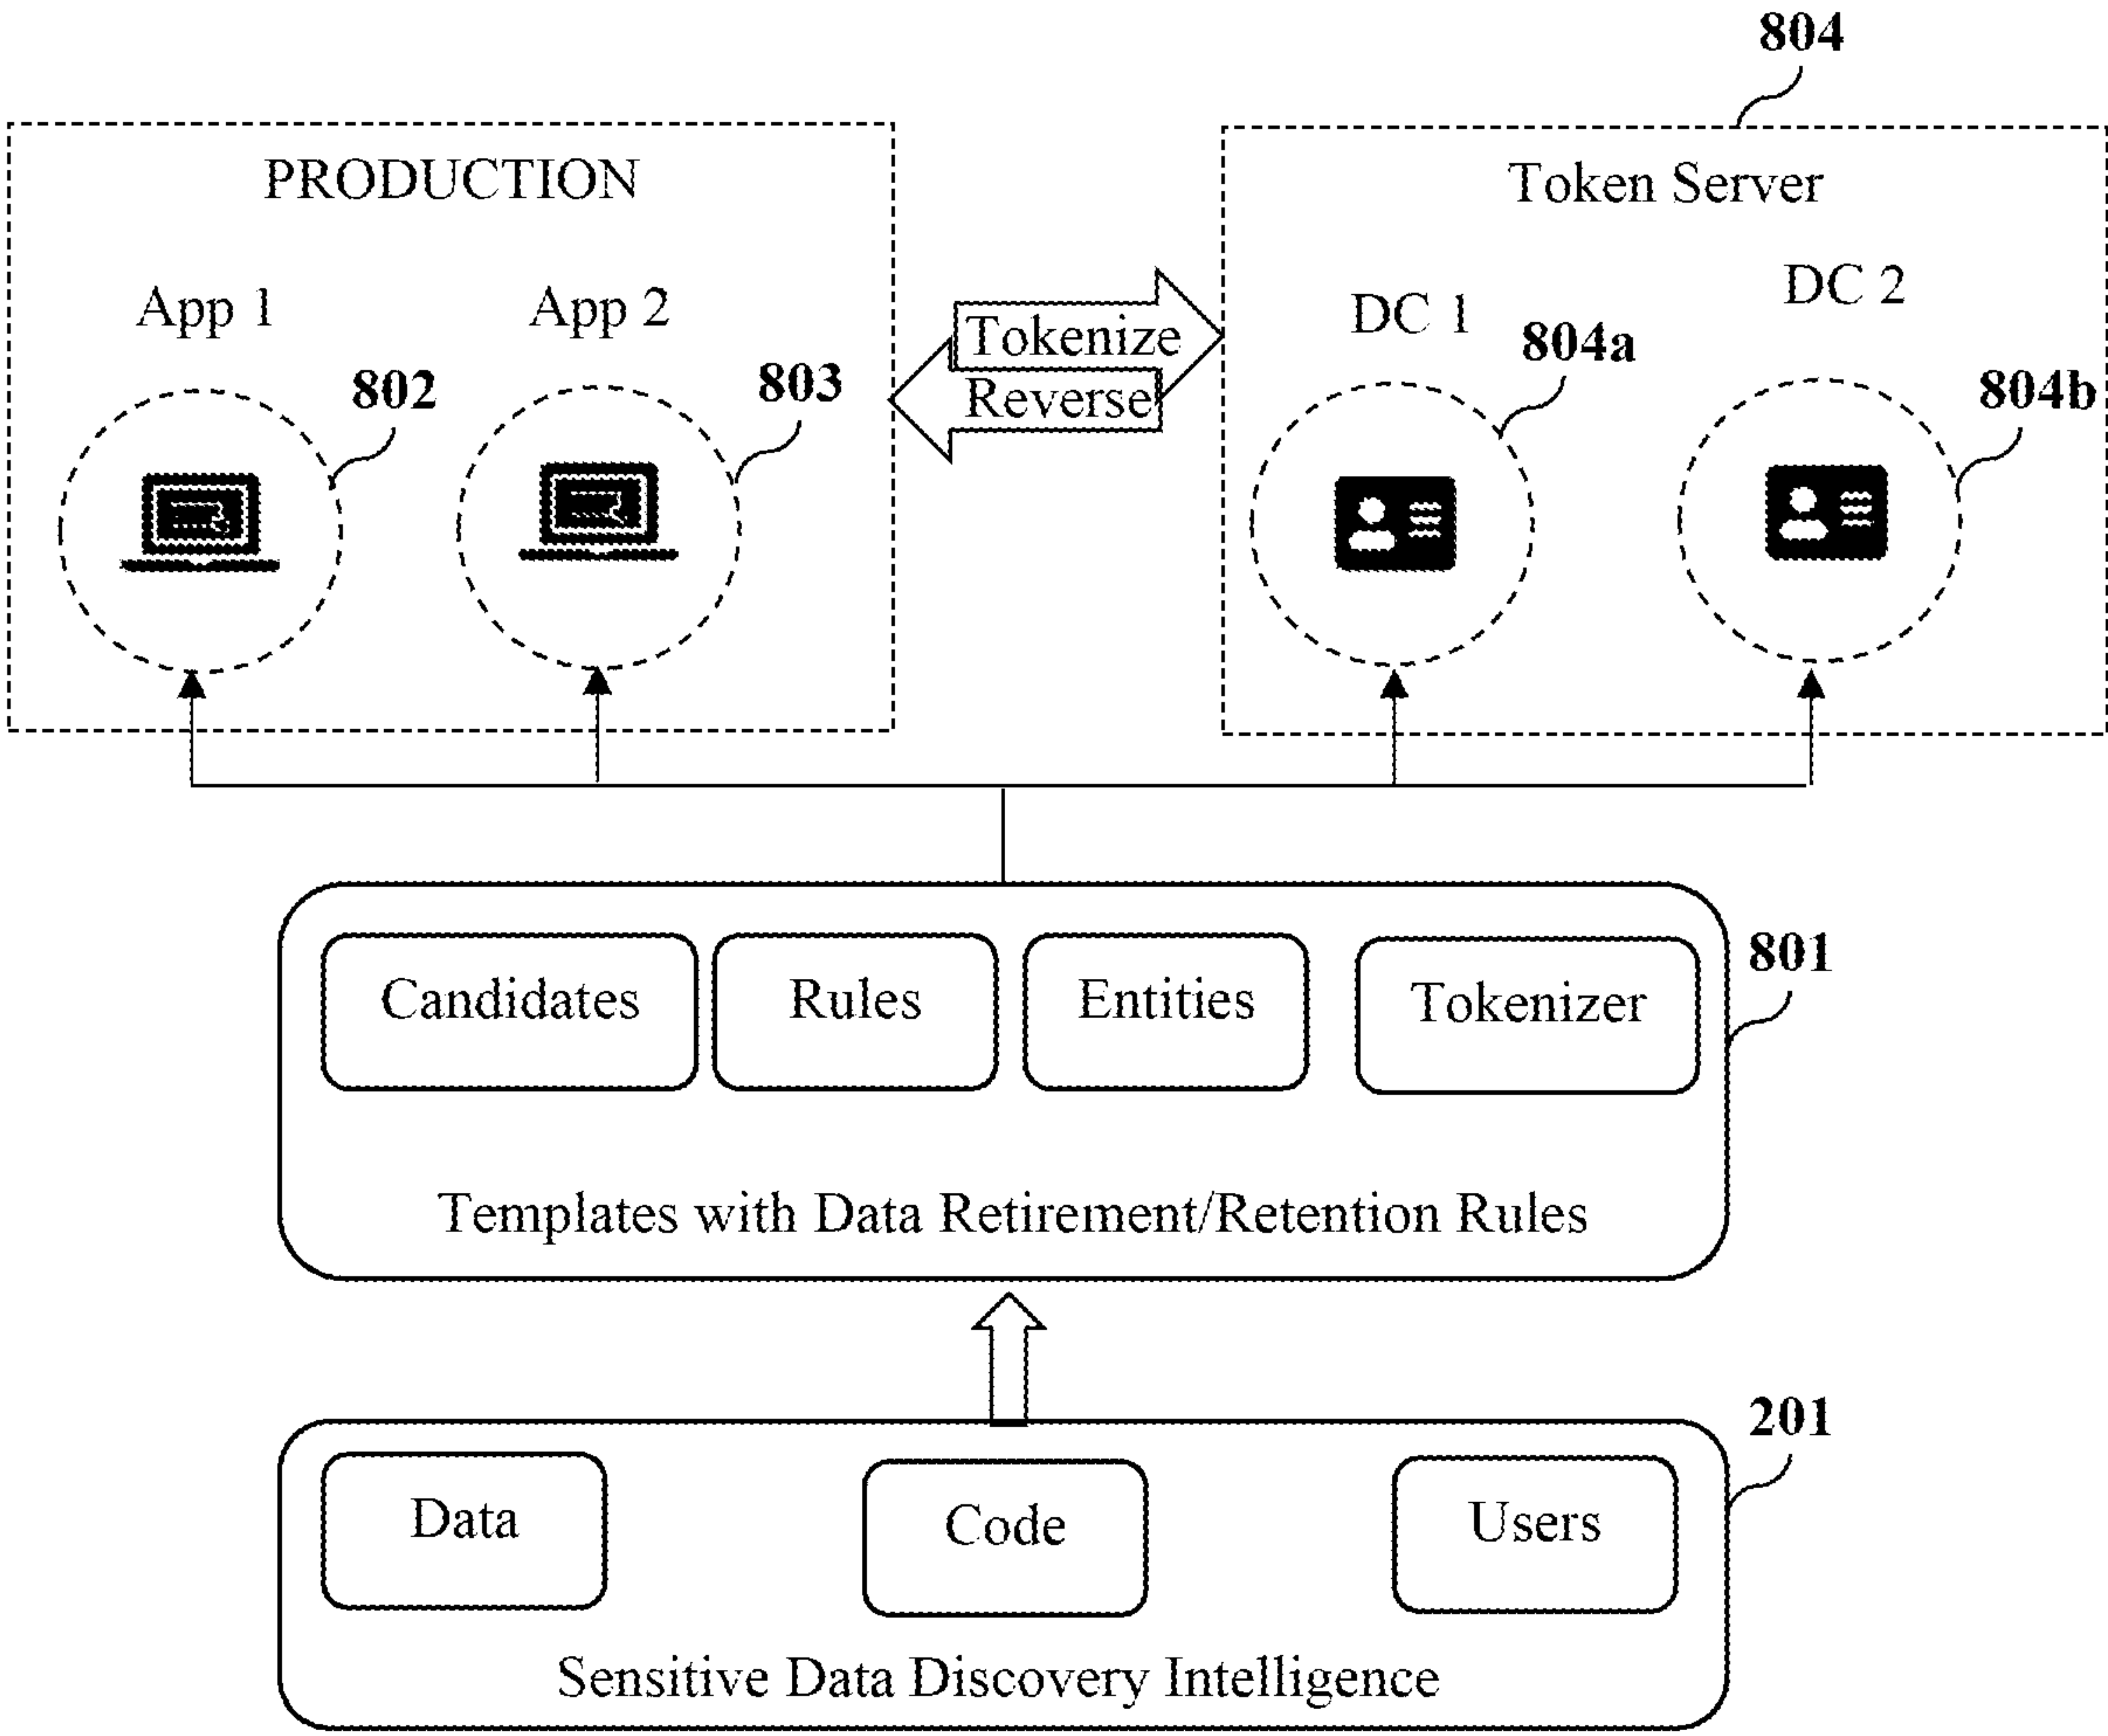 804
PRODUCTION
Token Server
App 1
App 2
DC 1
DC 2
802
803
Tokenize
Reverse
804a
804b
Candidates
Rules
Entities
Tokenizer
801
Templates with Data Retirement/Retention Rules
201
Data
Code
Users
Sensitive Data Discovery Intelligence